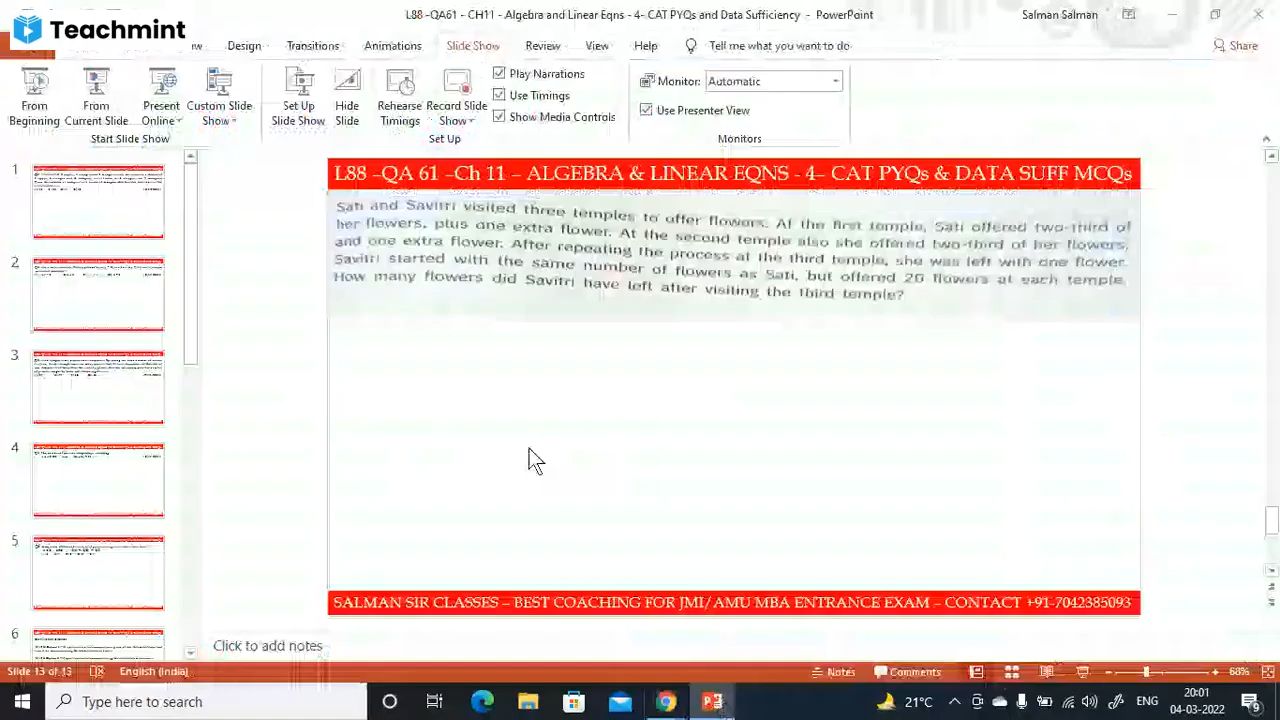 Teachmint
L88 -QA61 - CH11 - Algebra and Linear Eqns - 4- CAT PYQs and Data Sufficiency - PowerPoint
Salman Salman
Design
Transitions
Animations
Slide Show
Review
View
Help
Tell me what you want to do
Share
From Beginning
From Current Slide
Present Online
Custom Slide Show
Set Up Slide Show
Hide Slide
Rehearse Timings
Record Slide Show
Play Narrations
Use Timings
Show Media Controls
Monitor:
Automatic
Use Presenter View
Start Slide Show
Set Up
Monitors
1
2
3
4
5
6
L88 -QA 61 -Ch 11 - ALGEBRA & LINEAR EQNS - 4- CAT PYQs & DATA SUFF MCQs
Sati and Savitri visited three temples to offer flowers. At the first temple, Sati offered two-third of
her flowers, plus one extra flower. At the second temple also she offered two-third of her flowers,
and one extra flower. After repeating the process at the third temple, she was left with one flower.
Savitri started with the same number of flowers as Sati but offered 20 flowers at each temple.
How many flowers did Savitri have left after visiting the third temple?
SALMAN SIR CLASSES – BEST COACHING FOR JMI/AMU MBA ENTRANCE EXAM – CONTACT +91-7042385093
Click to add notes
Slide 13 of 13
English (India)
Notes
Comments
68%
Type here to search
21°C
ENG
20:01
04-03-2022
9